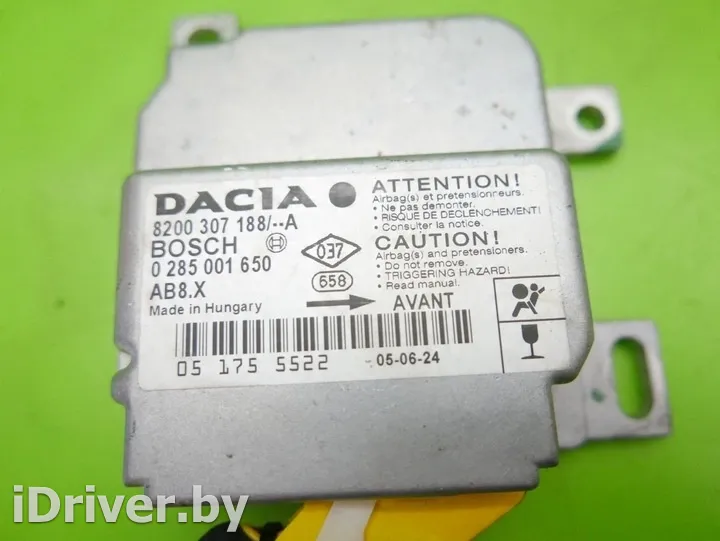 DACIA
8200 307 188/--A
BOSCH
0 285 001 650
AB8.X
Made in Hungary
037
658
AVANT
ATTENTION!
Airbag(s) et pretensionneurs.
• Ne pas demonter.
• RISQUE DE DECLENCHEMENT!
• Consulter la notice.
CAUTION!
Airbag(s) and pretensioners.
• Do not remove.
• TRIGGERING HAZARD!
• Read manual.
05 175 5522
05-06-24
iDriver.by